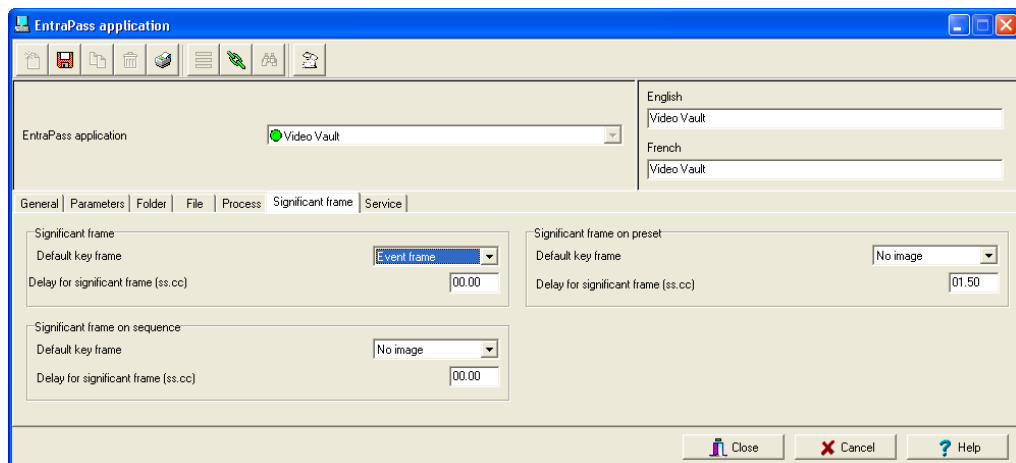 EntraPass application
EntraPass application
Video Vault
English
Video Vault
French
Video Vault
General Parameters Folder File Process Significant frame Service
Significant frame
Default key frame Event frame
Delay for significant frame (ss.cc) 00.00
Significant frame on preset
Default key frame No image
Delay for significant frame (ss.cc) 01.50
Significant frame on sequence
Default key frame No image
Delay for significant frame (ss.cc) 00.00
Close Cancel Help